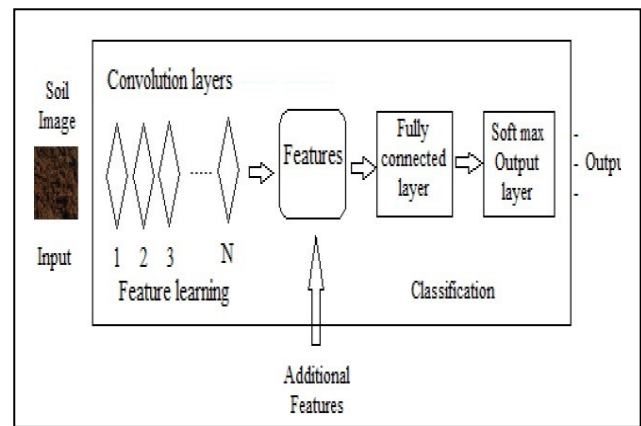 Soil
Image
Input
Convolution layers
1 2 3 ..... N
Feature learning
Features
Additional
Features
Fully
connected
layer
Soft max
Output
layer
Classification
-
- Outpu
-